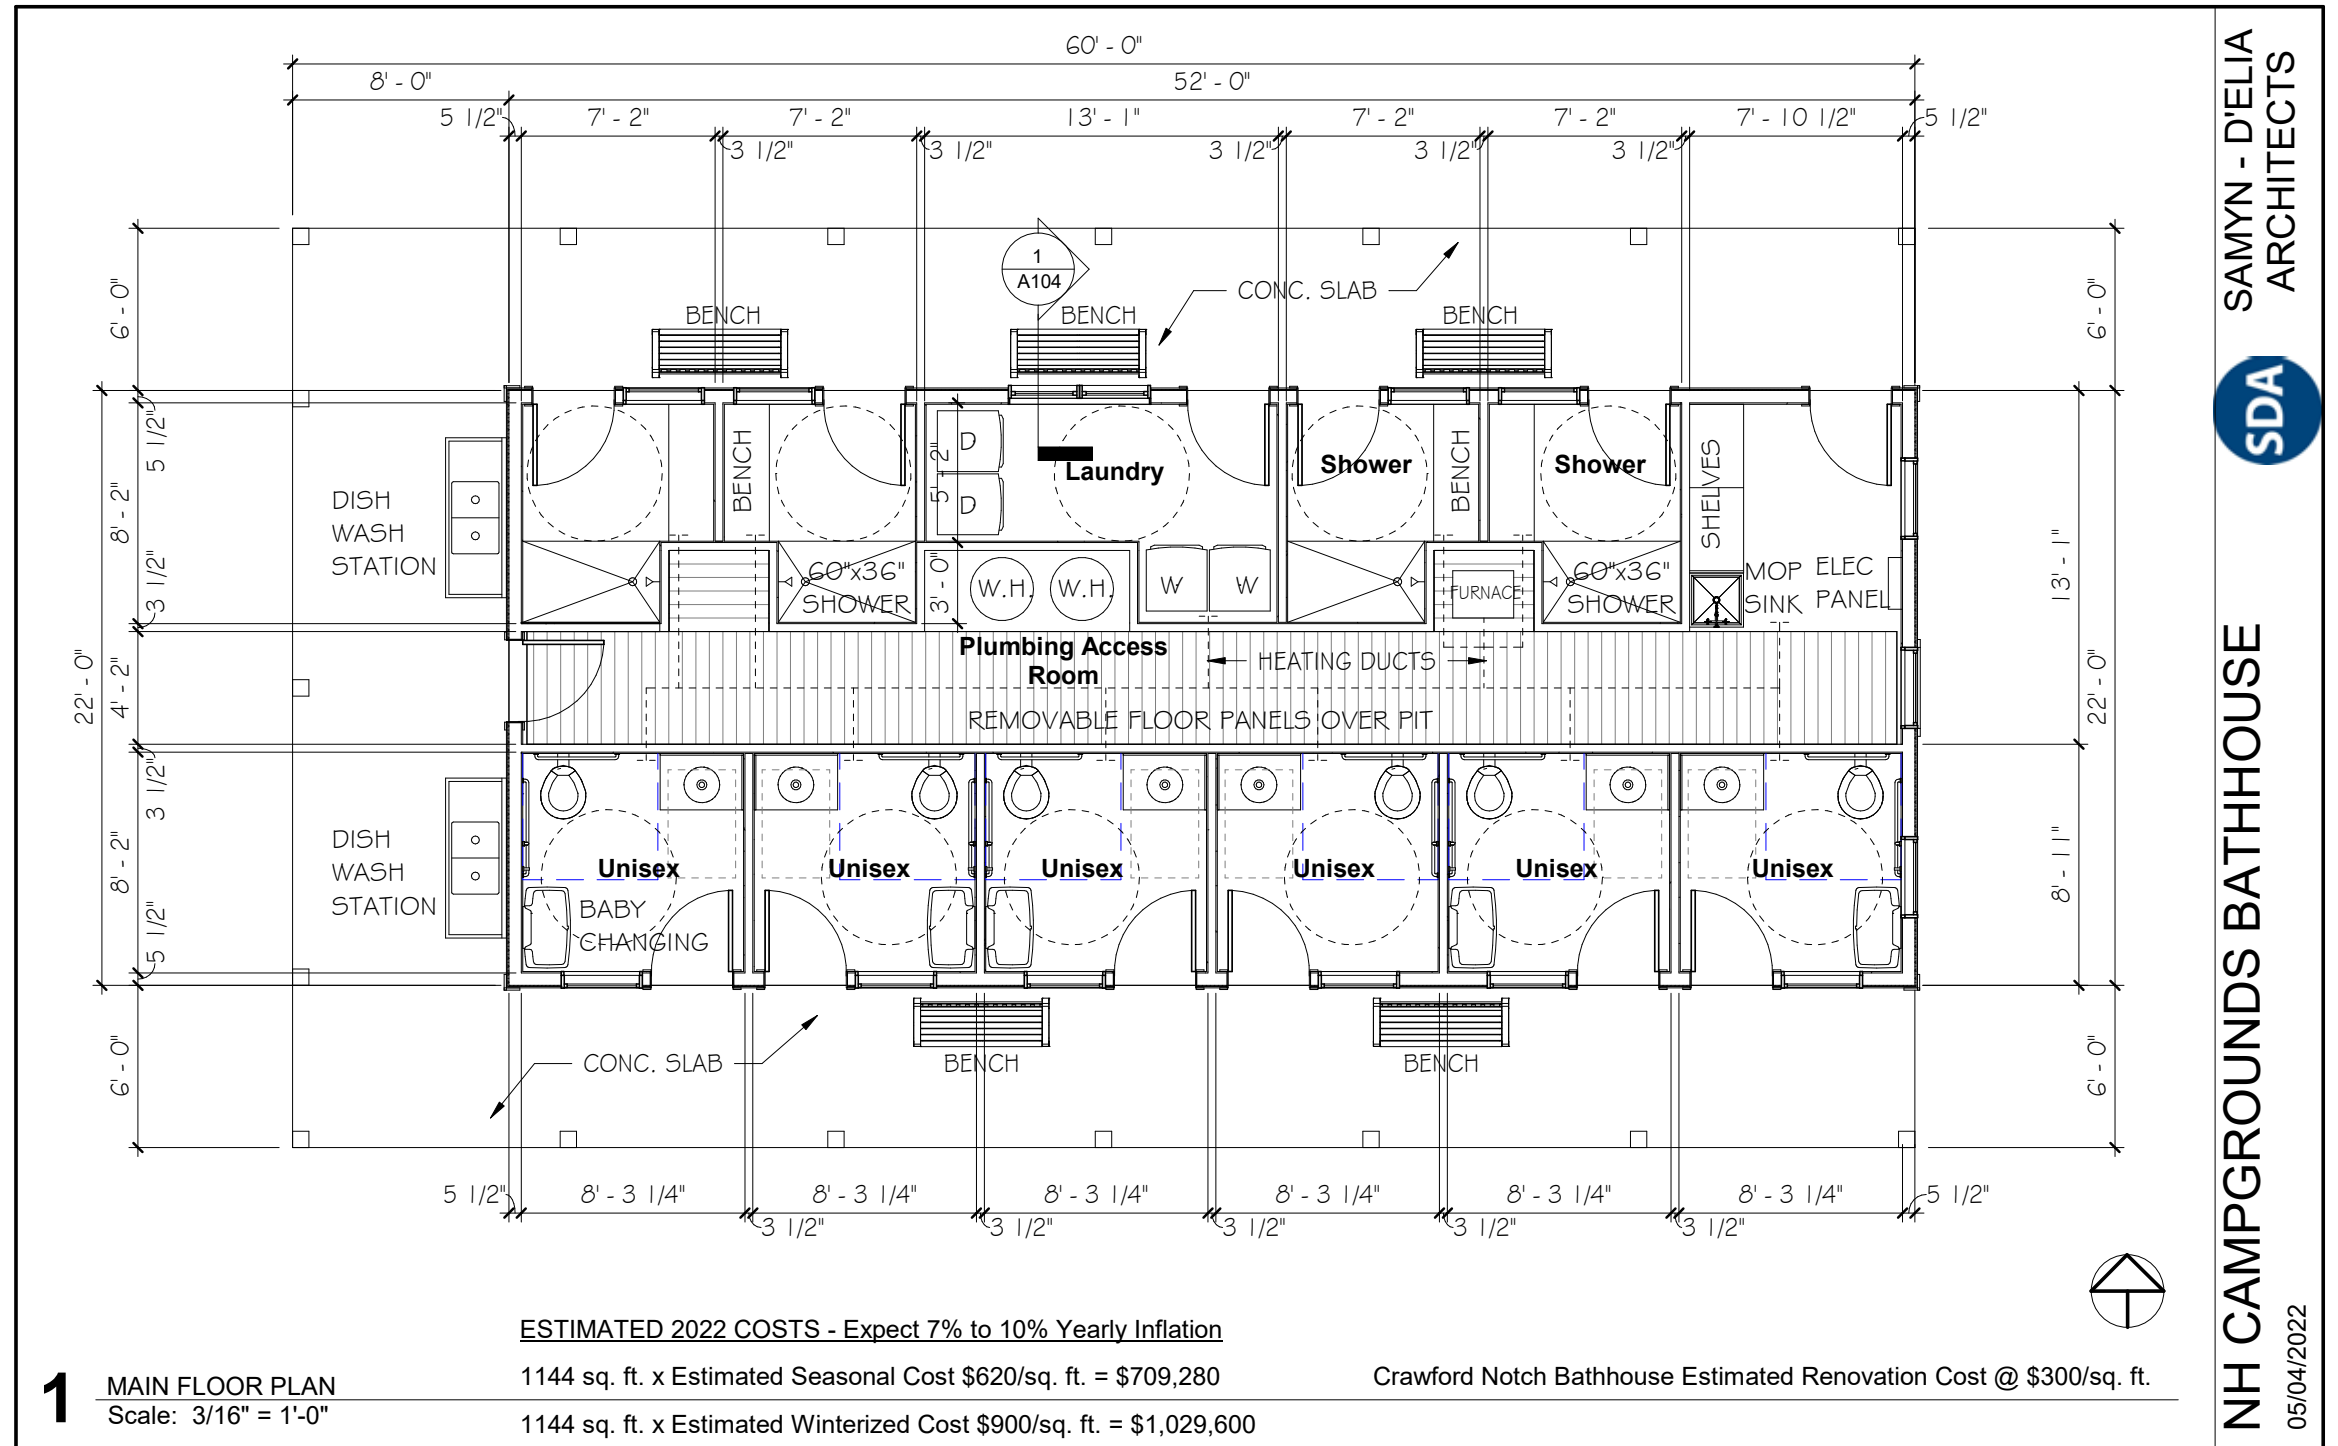 60' - 0"
8' - 0"
52' - 0"
5 1/2"
7' - 2"
7' - 2"
13' - 1"
7' - 2"
7' - 2"
7' - 10 1/2"
5 1/2"
3 1/2"
3 1/2"
3 1/2"
3 1/2"
3 1/2"
1
A104
CONC. SLAB
BENCH
BENCH
BENCH
6' - 0"
6' - 0"
5 1/2"
8' - 2"
3 1/2"
22' - 0"
4' - 2"
3 1/2"
8' - 2"
5 1/2"
6' - 0"
13' - 1"
22' - 0"
8' - 11"
6' - 0"
DISH
WASH
STATION
BENCH
D
D
5' - 2"
Laundry
Shower
BENCH
Shower
SHELVES
60"x36"
SHOWER
3' - 0"
W.H.
W.H.
W
W
FURNACE
60"x36"
SHOWER
MOP
SINK
ELEC
PANEL
Plumbing Access
Room
HEATING DUCTS
REMOVABLE FLOOR PANELS OVER PIT
DISH
WASH
STATION
Unisex
Unisex
Unisex
Unisex
Unisex
Unisex
BABY
CHANGING
CONC. SLAB
BENCH
BENCH
5 1/2"
8' - 3 1/4"
8' - 3 1/4"
8' - 3 1/4"
8' - 3 1/4"
8' - 3 1/4"
8' - 3 1/4"
5 1/2"
3 1/2"
3 1/2"
3 1/2"
3 1/2"
3 1/2"
ESTIMATED 2022 COSTS - Expect 7% to 10% Yearly Inflation
1144 sq. ft. x Estimated Seasonal Cost $620/sq. ft. = $709,280
Crawford Notch Bathhouse Estimated Renovation Cost @ $300/sq. ft.
1144 sq. ft. x Estimated Winterized Cost $900/sq. ft. = $1,029,600
1
MAIN FLOOR PLAN
Scale: 3/16" = 1'-0"
SAMYN - D'ELIA
ARCHITECTS
SDA
NH CAMPGROUNDS BATHHOUSE
05/04/2022